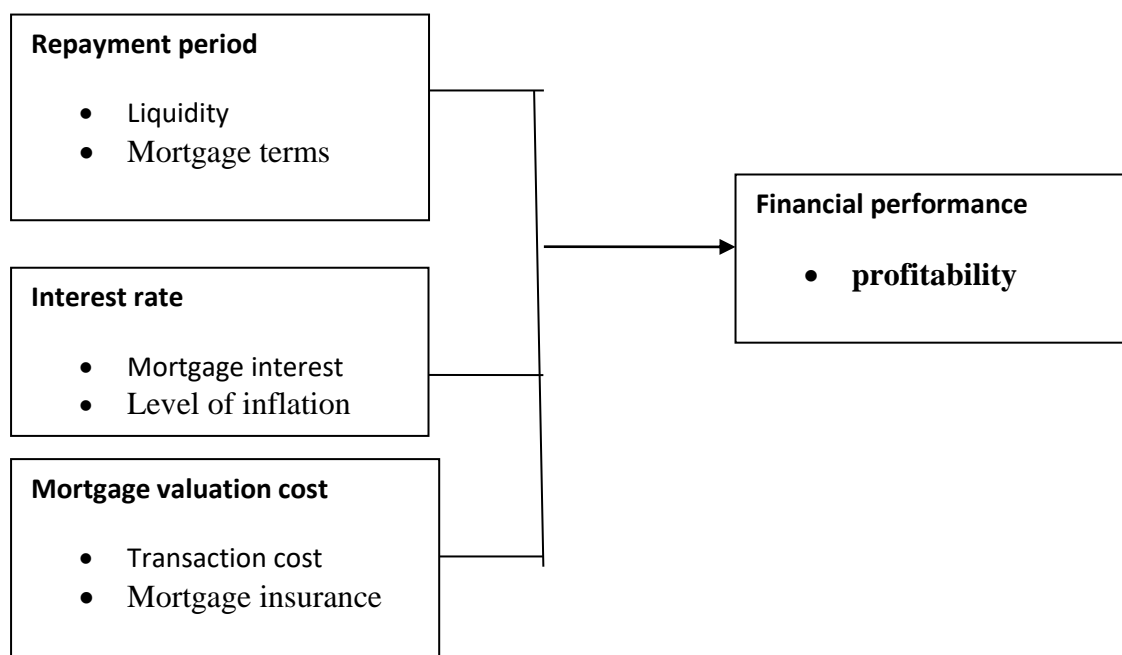 Repayment period
• Liquidity
• Mortgage terms
Interest rate
• Mortgage interest
• Level of inflation
Mortgage valuation cost
• Transaction cost
• Mortgage insurance
Financial performance
• profitability